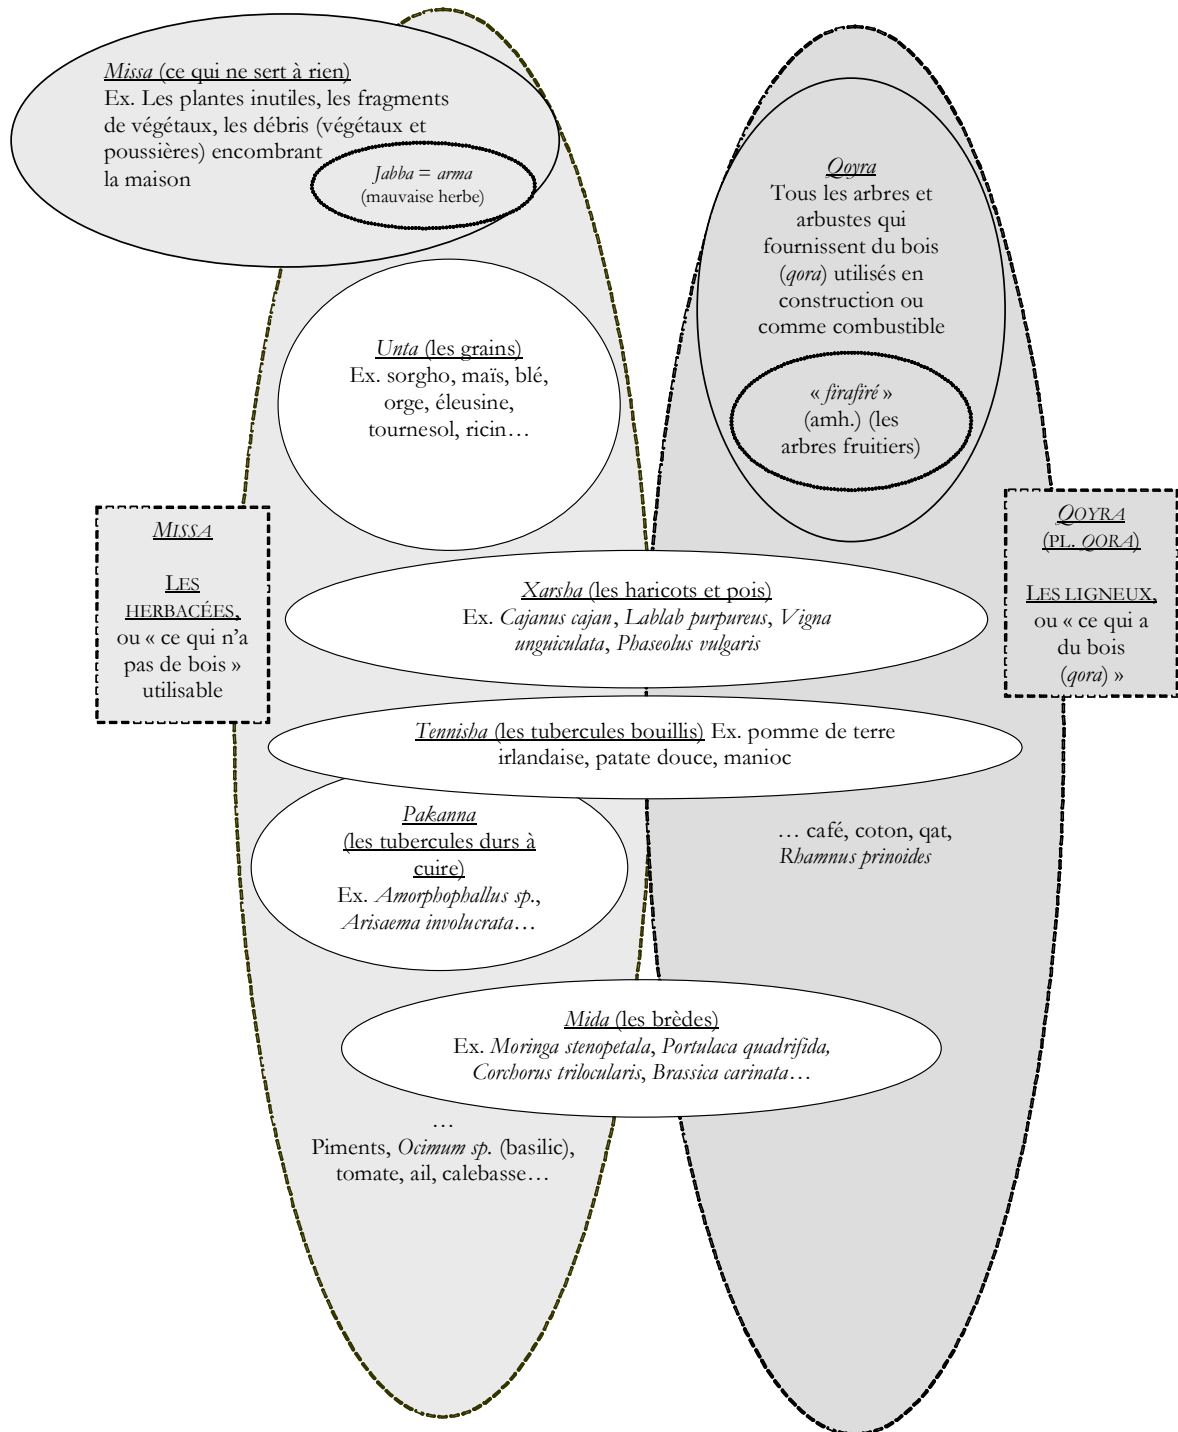 Missa (ce qui ne sert à rien)
Ex. Les plantes inutiles, les fragments
de végétaux, les débris (végétaux et
poussières) encombrant
la maison
Jabba = arma
(mauvaise herbe)
Qoyra
Tous les arbres et
arbustes qui
fournissent du bois
(qora) utilisés en
construction ou
comme combustible
« firafiré »
(amh.) (les
arbres fruitiers)
Unta (les grains)
Ex. sorgho, maïs, blé,
orge, éleusine,
tournesol, ricin…
MISSA
LES
HERBACÉES,
ou « ce qui n’a
pas de bois »
utilisable
QOYRA
(PL. QORA)
LES LIGNEUX,
ou « ce qui a
du bois
(qora) »
Xarsha (les haricots et pois)
Ex. Cajanus cajan, Lablab purpureus, Vigna
unguiculata, Phaseolus vulgaris
Tennisha (les tubercules bouillis) Ex. pomme de terre
irlandaise, patate douce, manioc
Pakanna
(les tubercules durs à
cuire)
Ex. Amorphophallus sp.,
Arisaema involucrata…
… café, coton, qat,
Rhamnus prinoides
Mida (les brèdes)
Ex. Moringa stenopetala, Portulaca quadrifida,
Corchorus trilocularis, Brassica carinata…
…
Piments, Ocimum sp. (basilic),
tomate, ail, calebasse…